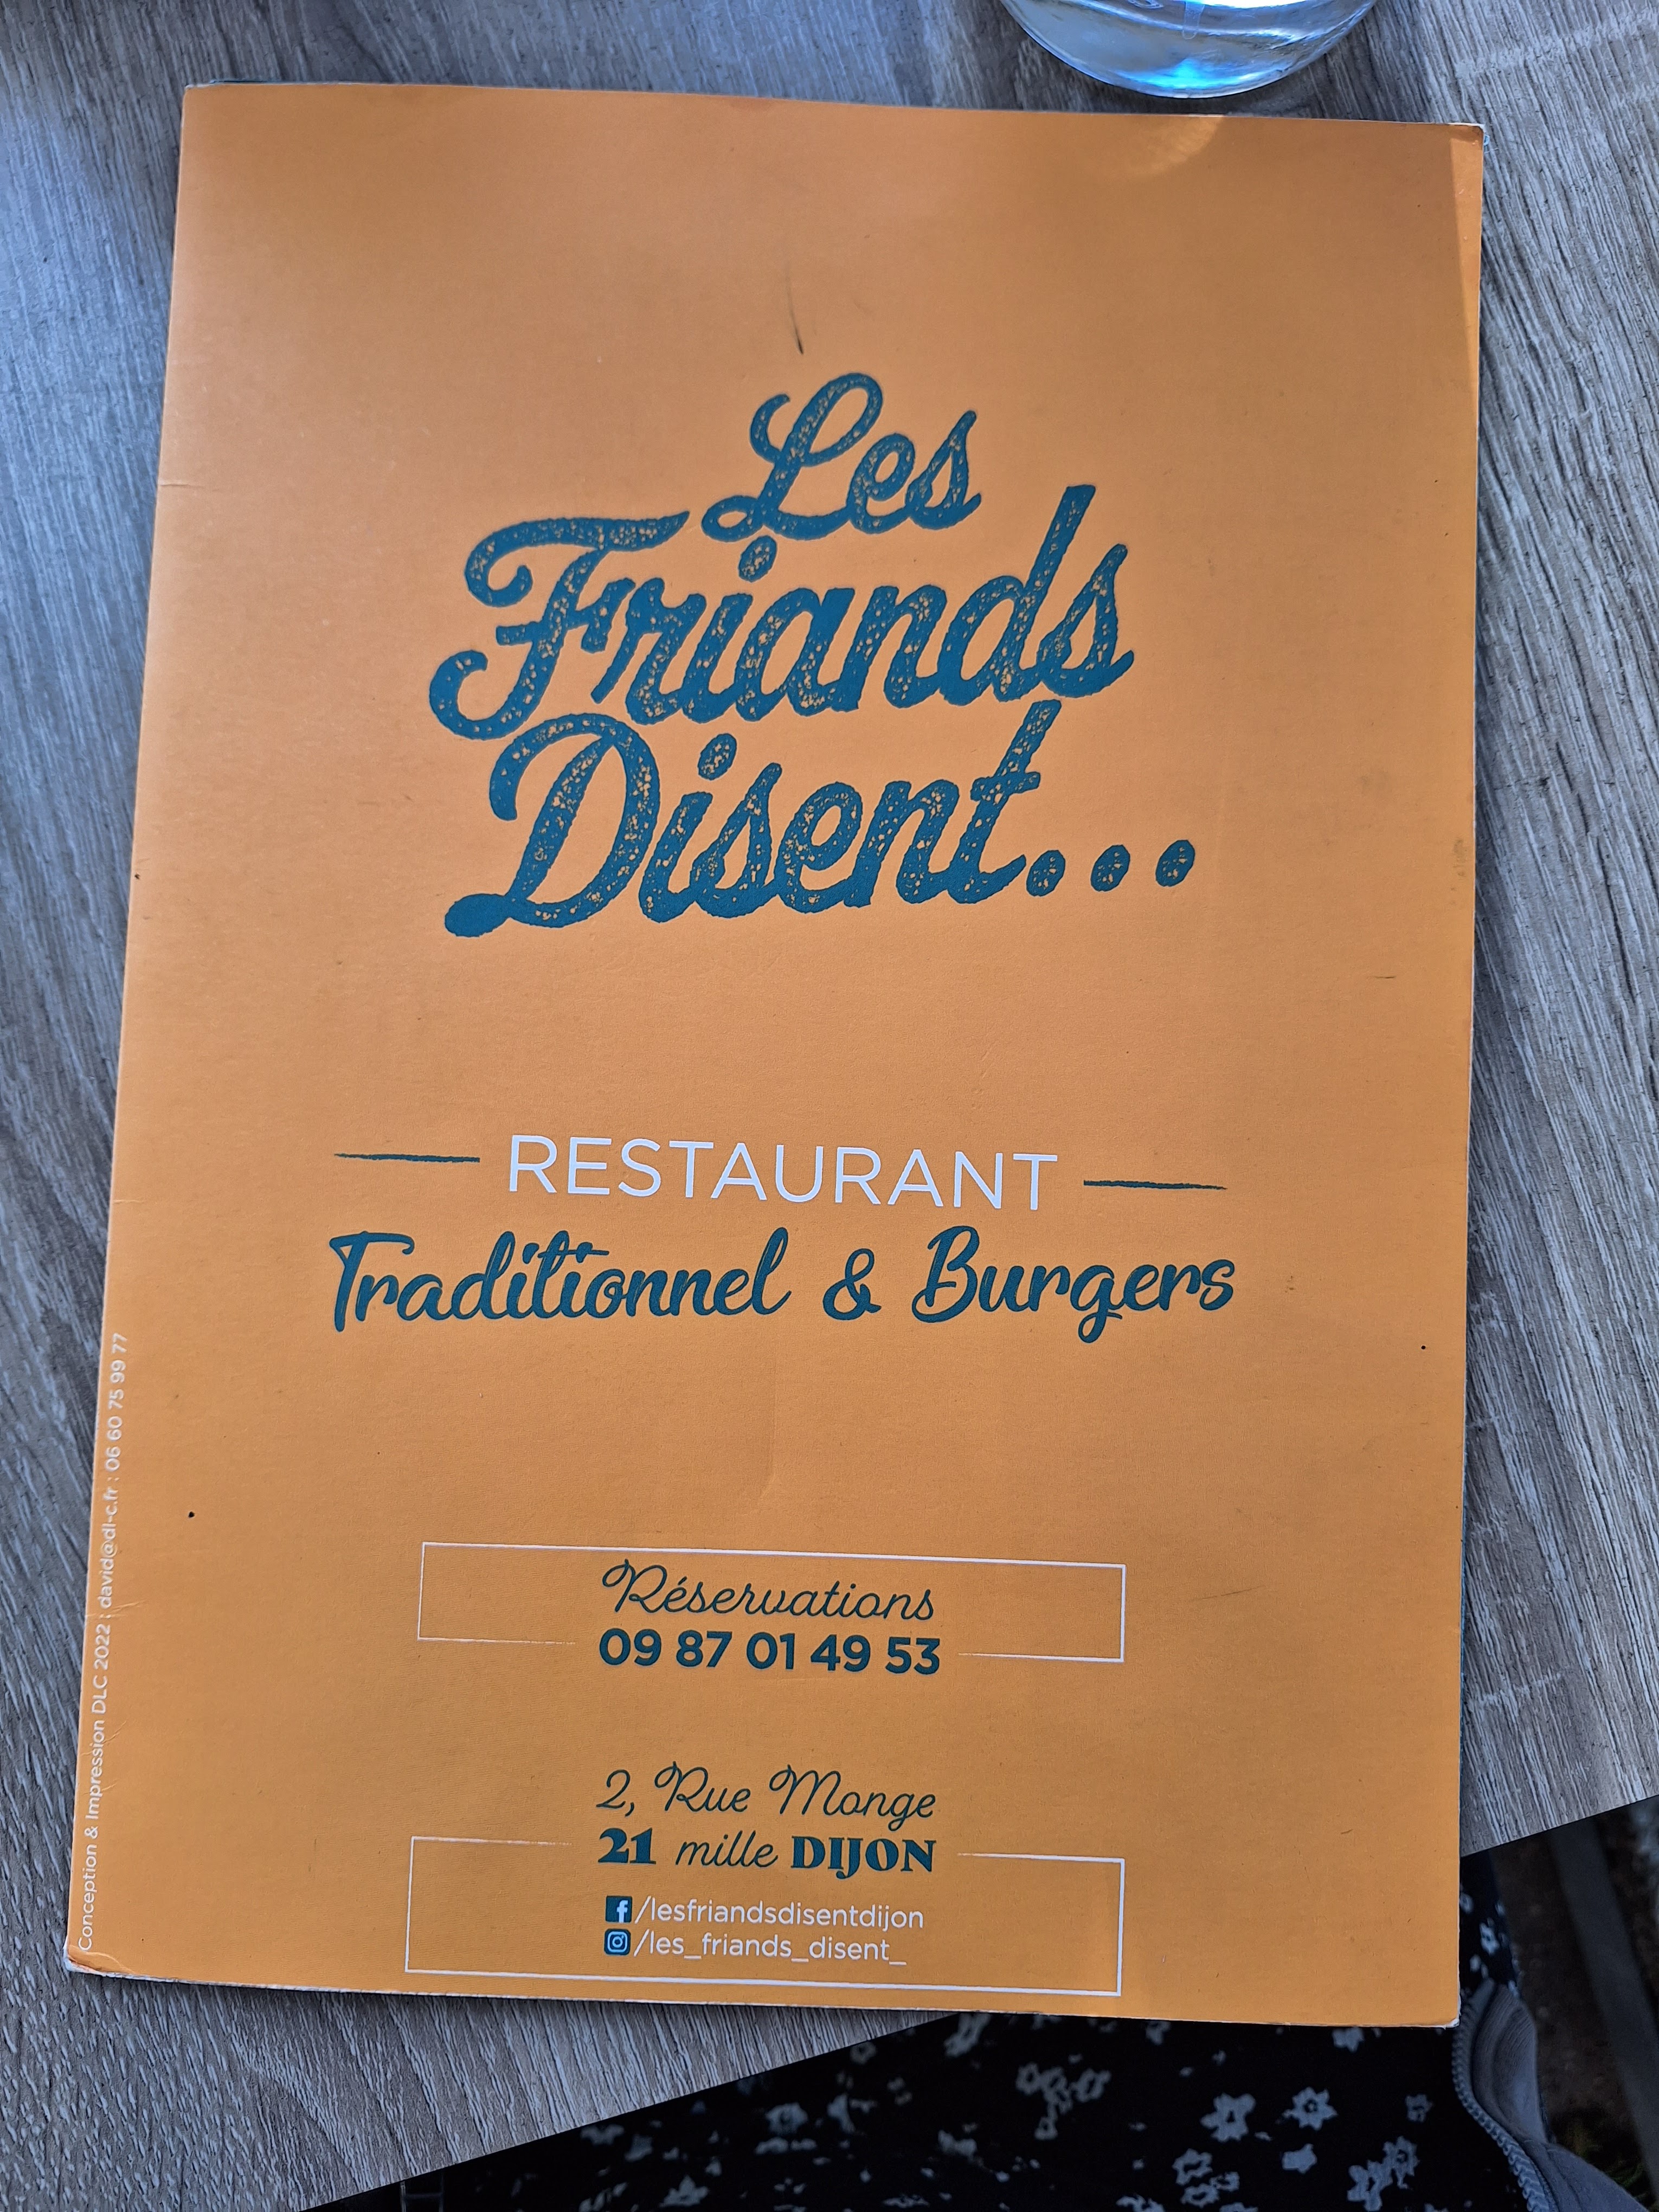 Les
Friands
Disent...
RESTAURANT
Traditionnel & Burgers
Réservations
09 87 01 49 53
2, Rue Monge
21 mille DIJON
/lesfriandsdisentdijon
/les_friands_disent_
Conception & Impression DLC 2022 : david@dl-c.fr : 06 60 75 99 77